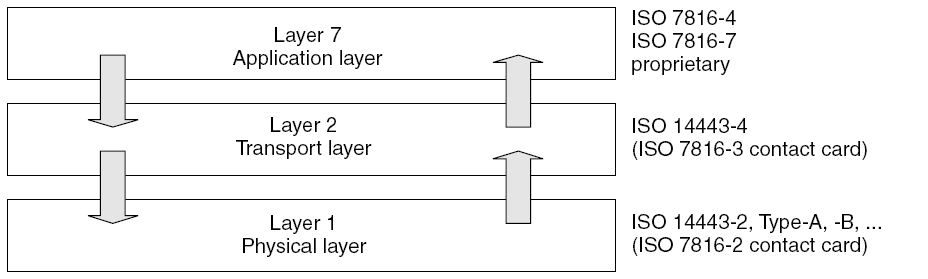 Layer 7
Application layer
ISO 7816-4
ISO 7816-7
proprietary
Layer 2
Transport layer
ISO 14443-4
(ISO 7816-3 contact card)
Layer 1
Physical layer
ISO 14443-2, Type-A, -B, ...
(ISO 7816-2 contact card)